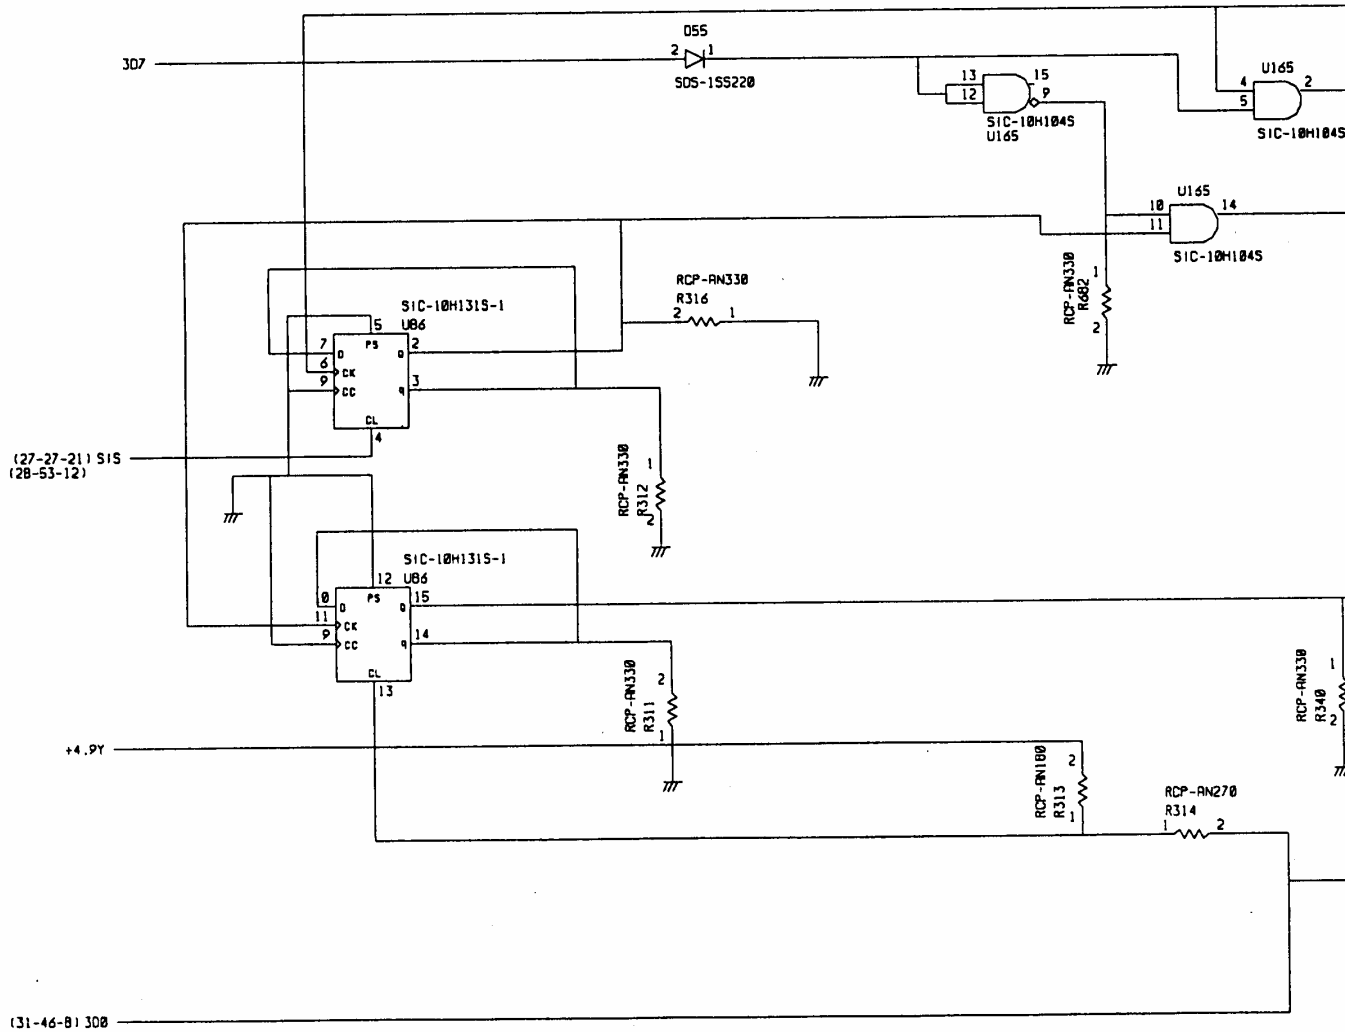 D55
2 1
3D7
SDS-1SS220
13 15
12 9
SIC-10H104S
U165
U165
4 2
5
SIC-10H104S
U165
10 14
11
SIC-10H104S
RCP-AN330
R316
2 1
1
RCP-AN330
R682
2
SIC-10H131S-1
U86
5
PS
7 D Q 2
6 CK
9 CC Q 3
CL
4
(27-27-21) SIS
(28-53-12)
1
RCP-AN330
R312
2
SIC-10H131S-1
U86
12
PS
0 D Q 15
11 CK
9 CC Q 14
CL
13
2
RCP-AN330
R311
1
1
RCP-AN330
R340
2
+4.9Y
2
RCP-AN180
R313
1
RCP-AN270
R314
1 2
(31-46-8) 3D0